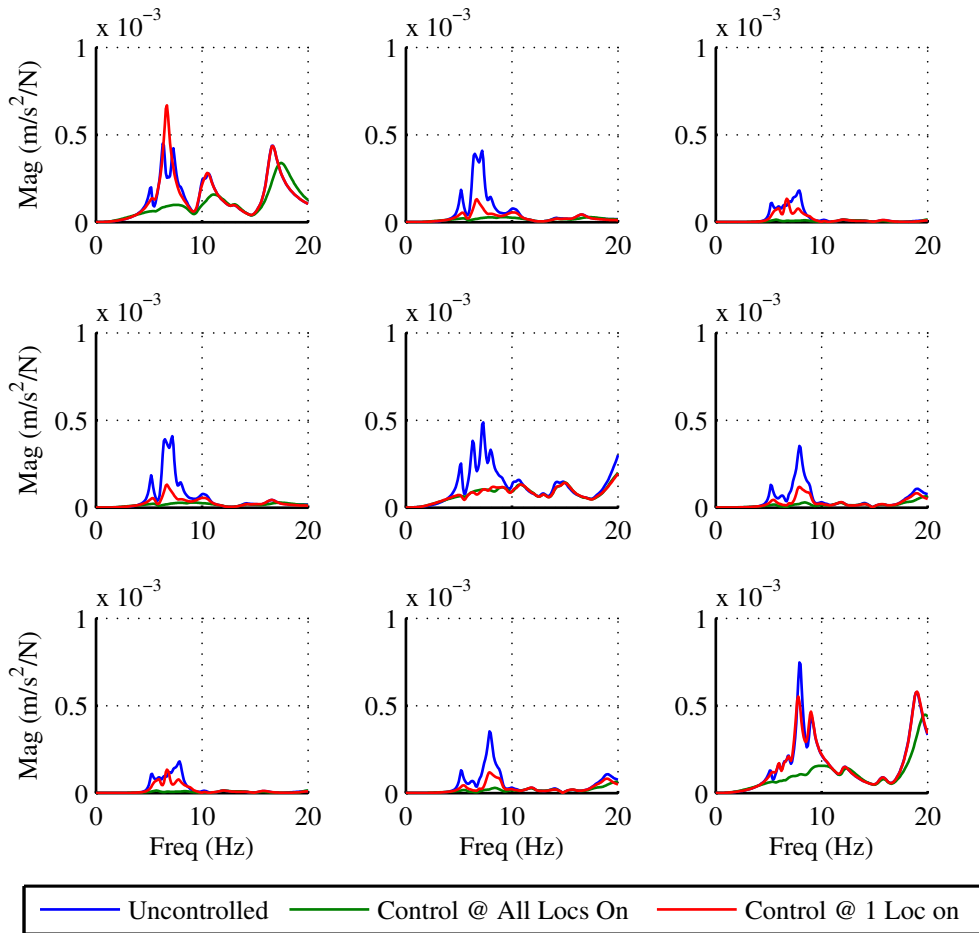 x 10⁻³ x 10⁻³ x 10⁻³
Mag (m/s²/N)
1 1 1
0.5 0.5 0.5
0 0 0
0 10 20 0 10 20 0 10 20
x 10⁻³ x 10⁻³ x 10⁻³
Mag (m/s²/N)
1 1 1
0.5 0.5 0.5
0 0 0
0 10 20 0 10 20 0 10 20
x 10⁻³ x 10⁻³ x 10⁻³
Mag (m/s²/N)
1 1 1
0.5 0.5 0.5
0 0 0
0 10 20 0 10 20 0 10 20
Freq (Hz) Freq (Hz) Freq (Hz)
Uncontrolled Control @ All Locs On Control @ 1 Loc on